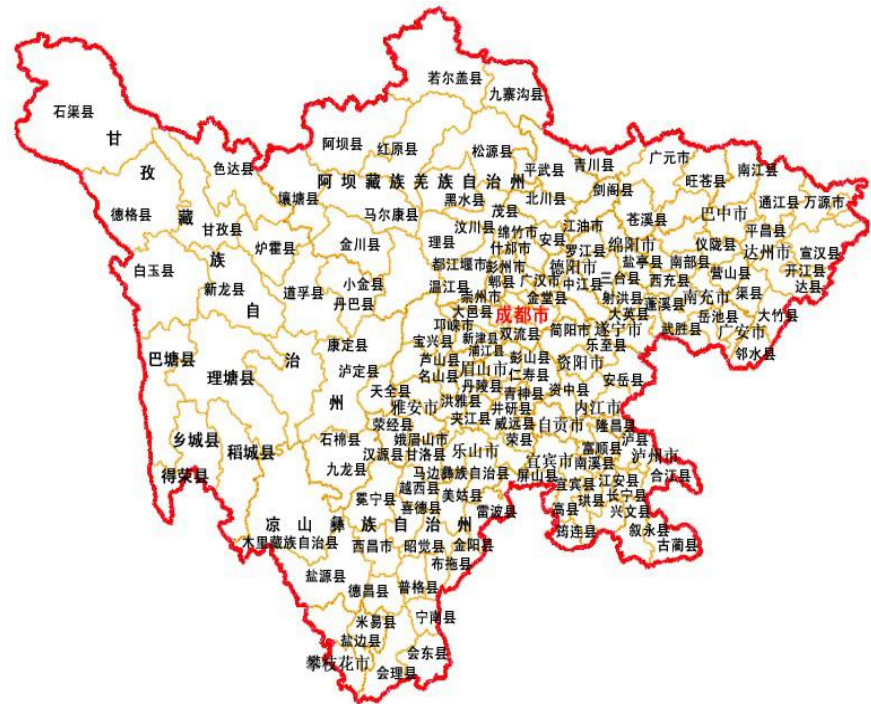 若尔盖县
九寨沟县
石渠县
甘
孜
藏
族
自
治
州
阿坝县
红原县
松源县
平武县
青川县
广元市
南江县
色达县
壤塘县
阿坝藏族羌族自治州
剑阁县
旺苍县
德格县
黑水县
北川县
通江县
万源市
马尔康县
茂县
苍溪县
巴中市
甘孜县
炉霍县
金川县
理县
汶川县
绵竹市
安县
江油市
什邡市
罗江县
绵阳市
仪陇县
平昌县
达州市
宣汉县
白玉县
新龙县
道孚县
小金县
丹巴县
都江堰市
彭州市
德阳市
盐亭县
南部县
营山县
开江县
达县
温江县
郫县
广汉市
中江县
三台县
西充县
崇州市
金堂县
射洪县
蓬溪县
南充市
渠县
大邑县
成都市
大英县
岳池县
大竹县
邛崃市
双流县
简阳市
遂宁市
武胜县
广安市
康定县
宝兴县
新津县
乐至县
邻水县
巴塘县
理塘县
泸定县
芦山县
蒲江县
彭山县
资阳市
名山县
眉山市
仁寿县
安岳县
天全县
丹陵县
青神县
资中县
雅安市
洪雅县
井研县
内江市
荥经县
夹江县
威远县
自贡市
隆昌县
乡城县
稻城县
石棉县
峨眉山市
荣县
泸县
汉源县
甘洛县
乐山市
富顺县
泸州市
得荣县
九龙县
马边彝族自治县
宜宾市
南溪县
屏山县
合江县
冕宁县
越西县
美姑县
宜宾县
江安县
长宁县
喜德县
雷波县
高县
珙县
兴文县
凉山彝族自治州
筠连县
叙永县
古蔺县
木里藏族自治县
西昌市
昭觉县
金阳县
布拖县
盐源县
德昌县
普格县
米易县
宁南县
盐边县
会东县
攀枝花市
会理县